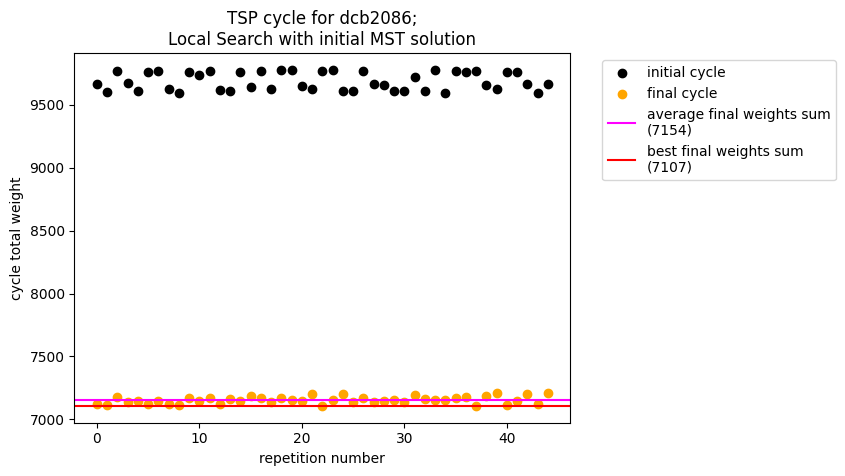 TSP cycle for dcb2086;
Local Search with initial MST solution
initial cycle
final cycle
average final weights sum
(7154)
best final weights sum
(7107)
cycle total weight
9500
9000
8500
8000
7500
7000
0
10
20
30
40
repetition number